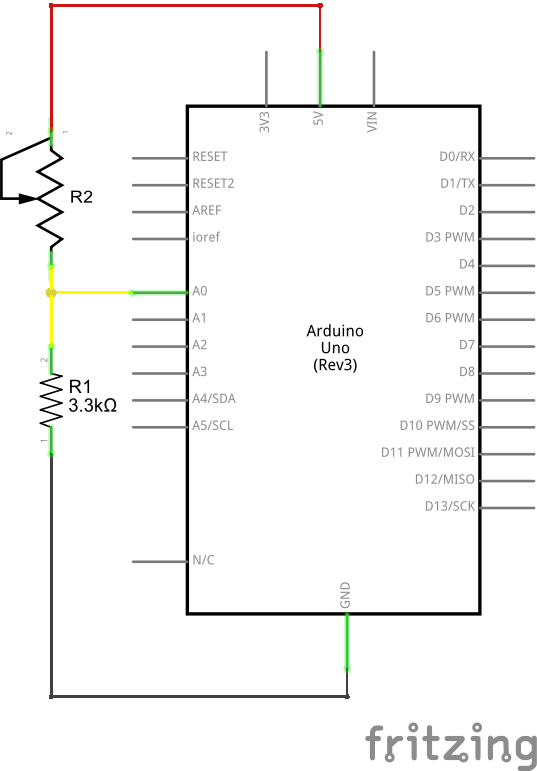 3V3
5V
VIN
2
1
RESET
RESET2
AREF
ioref
A0
A1
A2
A3
A4/SDA
A5/SCL
N/C
D0/RX
D1/TX
D2
D3 PWM
D4
D5 PWM
D6 PWM
D7
D8
D9 PWM
D10 PWM/SS
D11 PWM/MOSI
D12/MISO
D13/SCK
R2
Arduino
Uno
(Rev3)
2
R1
3.3kΩ
1
GND
fritzing